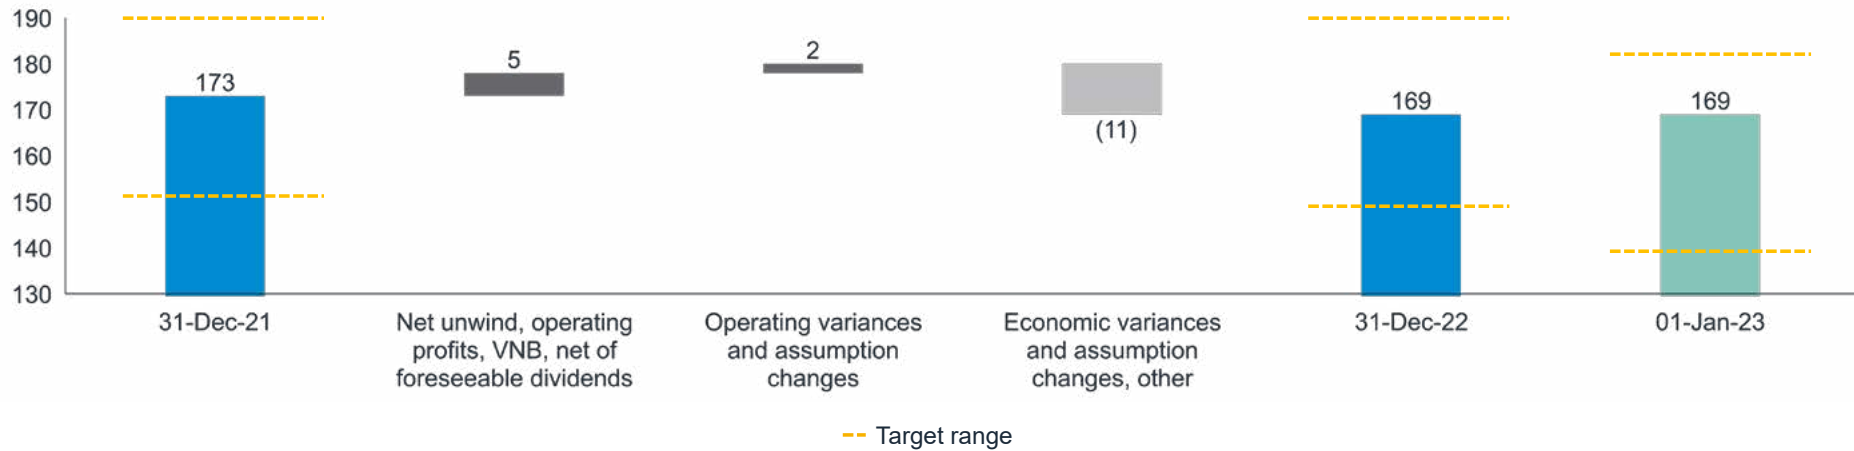 190
180
170
160
150
140
130
173
5
2
(11)
169
169
31-Dec-21
Net unwind, operating
profits, VNB, net of
foreseeable dividends
Operating variances
and assumption
changes
Economic variances
and assumption
changes, other
31-Dec-22
01-Jan-23
Target range